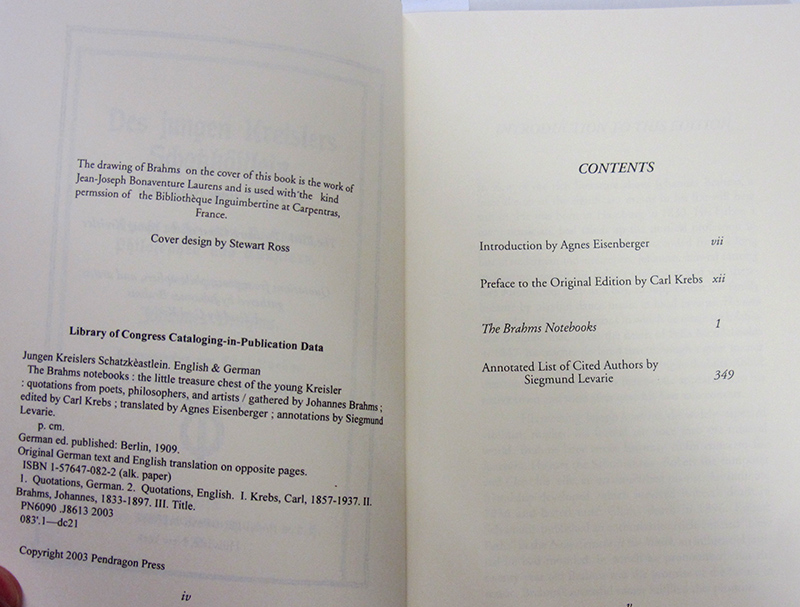 The drawing of Brahms on the cover of this book is the work of
Jean-Joseph Bonaventure Laurens and is used with the kind
permssion of the Bibliothèque Inguimbertine at Carpentras,
France.
Cover design by Stewart Ross
Library of Congress Cataloging-in-Publication Data
Jungen Kreislers Schatzkèastlein. English & German
The Brahms notebooks : the little treasure chest of the young Kreisler
: quotations from poets, philosophers, and artists / gathered by Johannes Brahms ;
edited by Carl Krebs ; translated by Agnes Eisenberger ; annotations by Siegmund
Levarie.
p. cm.
German ed. published: Berlin, 1909.
Original German text and English translation on opposite pages.
ISBN 1-57647-082-2 (alk. paper)
1. Quotations, German. 2. Quotations, English. I. Krebs, Carl, 1857-1937. II.
Brahms, Johannes, 1833-1897. III. Title.
PN6090 .J8613 2003
083'.1—dc21
Copyright 2003 Pendragon Press
iv
CONTENTS
Introduction by Agnes Eisenberger vii
Preface to the Original Edition by Carl Krebs xii
The Brahms Notebooks 1
Annotated List of Cited Authors by
Siegmund Levarie 349